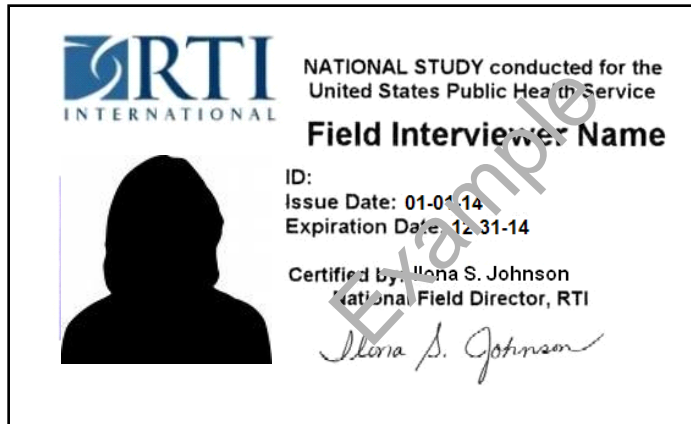 RTI
INTERNATIONAL
NATIONAL STUDY conducted for the
United States Public Health Service
Field Interviewer Name
ID:
Issue Date: 01-01-14
Expiration Date: 12-31-14
Certified by: Ilona S. Johnson
National Field Director, RTI
Ilona S. Johnson
Example